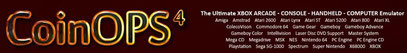 CoinOPS 4
The Ultimate XBOX ARCADE - CONSOLE - HANDHELD - COMPUTER Emulator
Amiga Amstrad Atari 2600 Atari Lynx Atari ST Atari 5200 Atari 800 Atari XL
ColecoVision Commodore 64 Game Gear Gameboy Gameboy Advance
Gameboy Color Intellivision Laser Disc DVD Support Master System
Mega CD Megadrive MSX NES Nintendo 64 PC Engine PC Engine CD
Playstation Sega SG-1000 Spectrum Super Nintendo X68000 XBOX